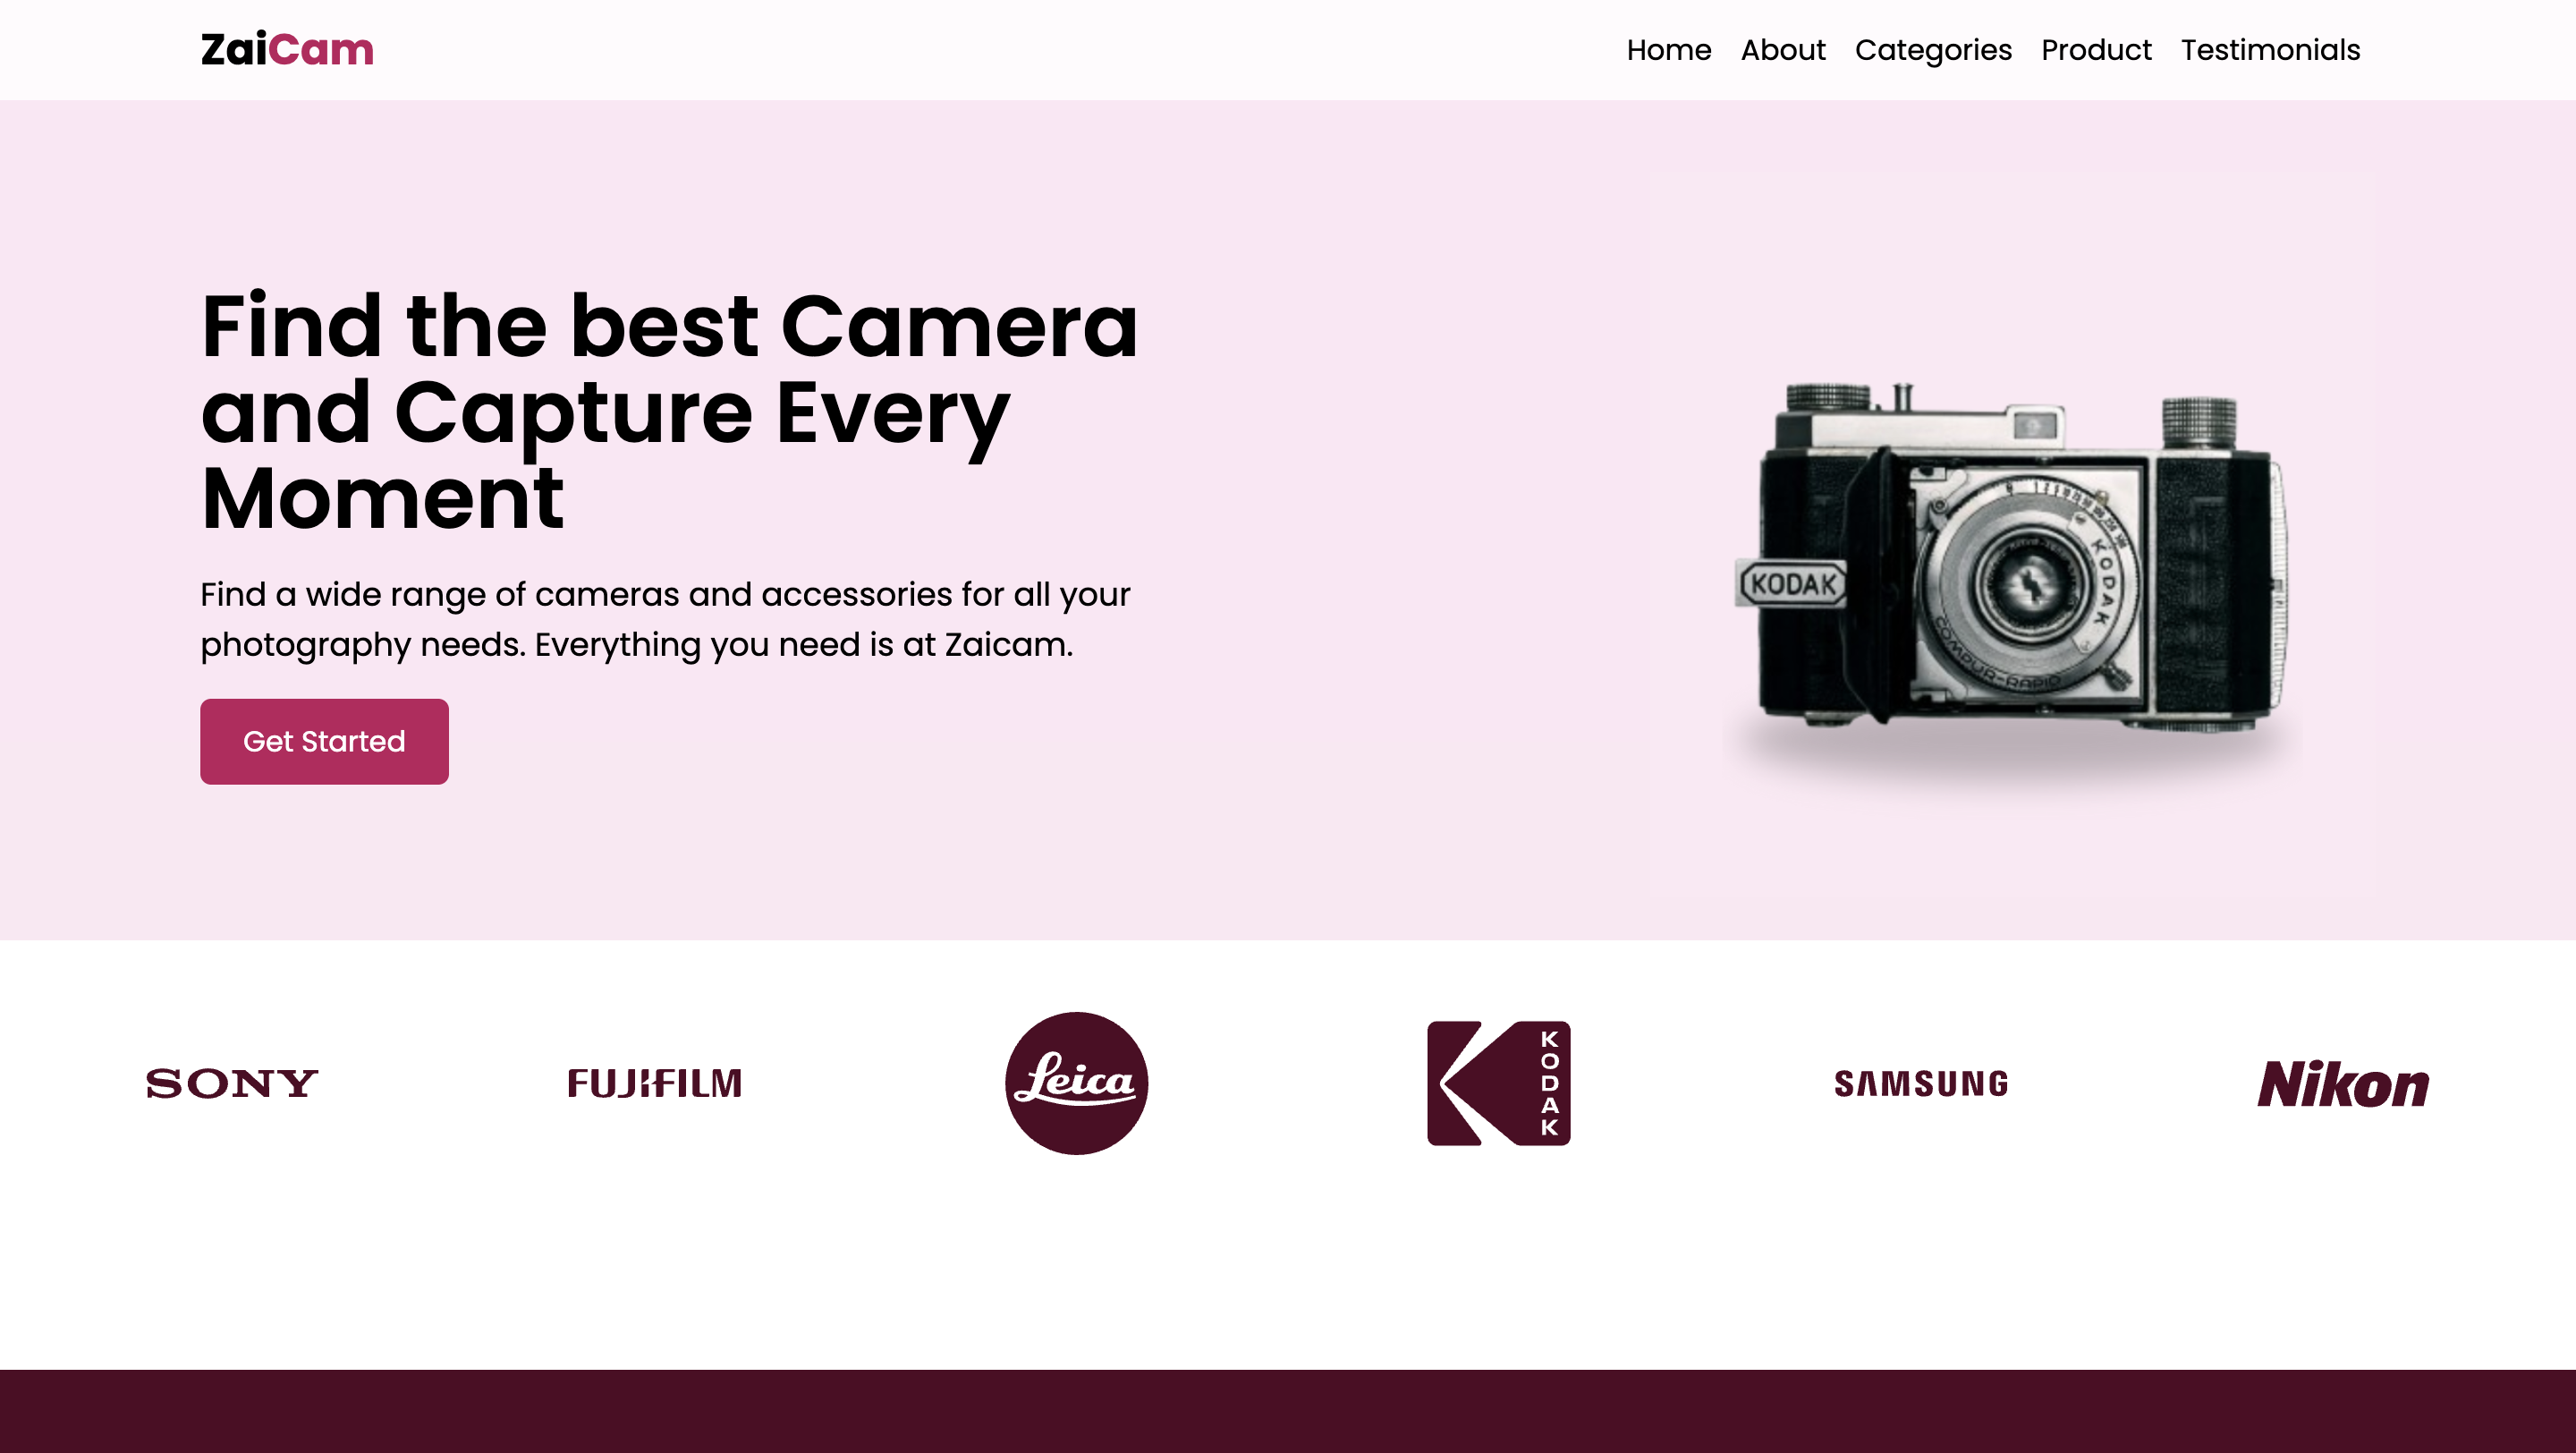 ZaiCam
Home About Categories Product Testimonials
Find the best Camera
and Capture Every
Moment
Find a wide range of cameras and accessories for all your
photography needs. Everything you need is at Zaicam.
Get Started
KODAK
KODAK
COMPUR-RAPID
SONY
FUJIFILM
Leica
KODAK
SAMSUNG
Nikon